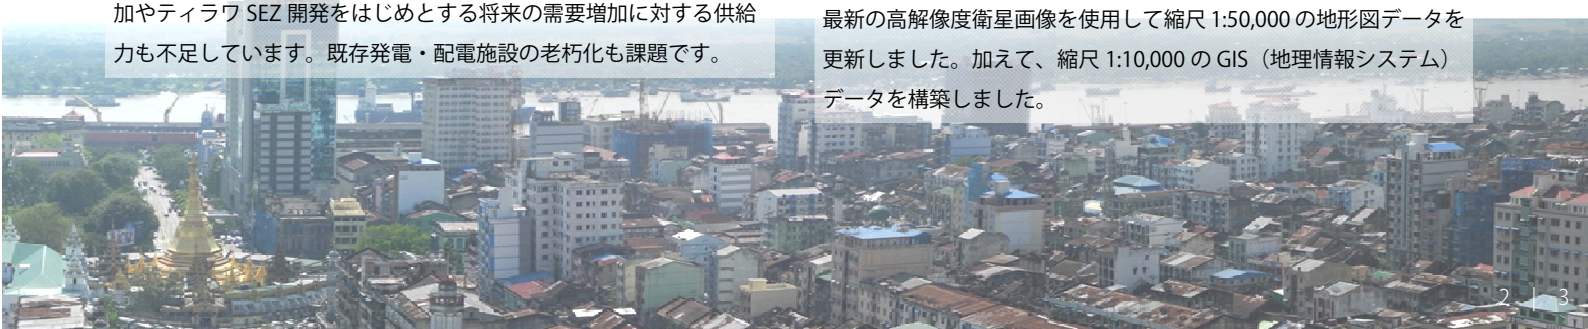 加やティラワ SEZ 開発をはじめとする将来の需要増加に対する供給
力も不足しています。既存発電・配電施設の老朽化も課題です。
最新の高解像度衛星画像を使用して縮尺 1:50,000 の地形図データを
更新しました。加えて、縮尺 1:10,000 の GIS（地理情報システム）
データを構築しました。
2 | 3